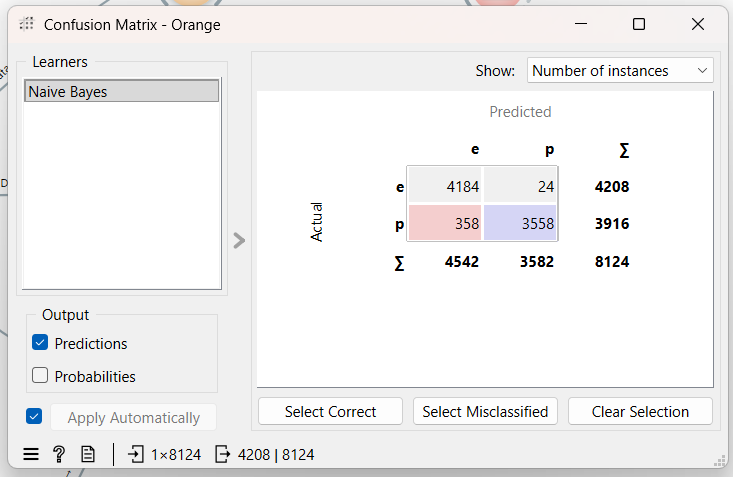 Confusion Matrix - Orange
Learners
Naive Bayes
Show: Number of instances
Predicted
e p ∑
Actual
e 4184 24 4208
p 358 3558 3916
∑ 4542 3582 8124
Output
Predictions
Probabilities
Apply Automatically
Select Correct Select Misclassified Clear Selection
1×8124 4208 | 8124